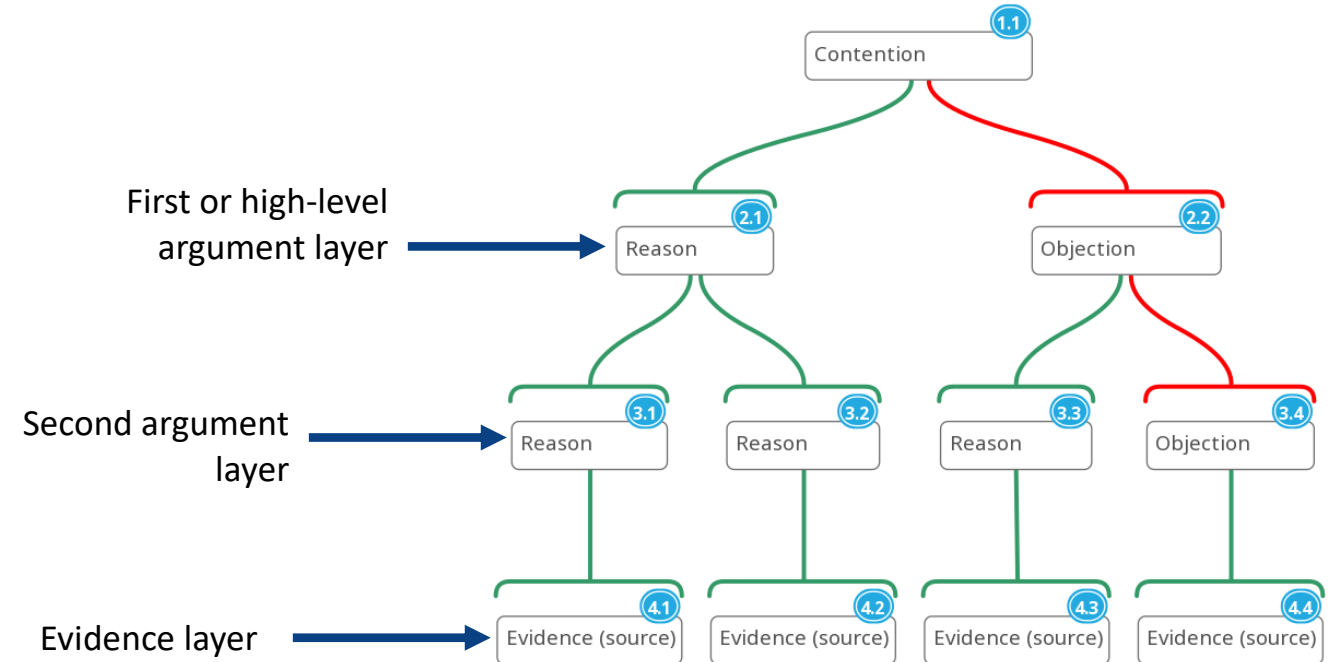 1.1
Contention
First or high-level
argument layer
2.1
Reason
2.2
Objection
Second argument
layer
3.1
Reason
3.2
Reason
3.3
Reason
3.4
Objection
Evidence layer
4.1
Evidence (source)
4.2
Evidence (source)
4.3
Evidence (source)
4.4
Evidence (source)